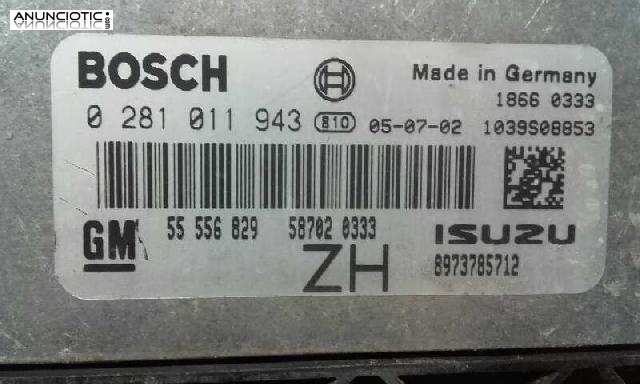 ANUNCIOTIC.com
BOSCH
Made in Germany
1866 0333
0 281 011 943 810 05-07-02 1039S08853
GM 55 556 829 58702 0333 ISUZU
ZH 8973785712